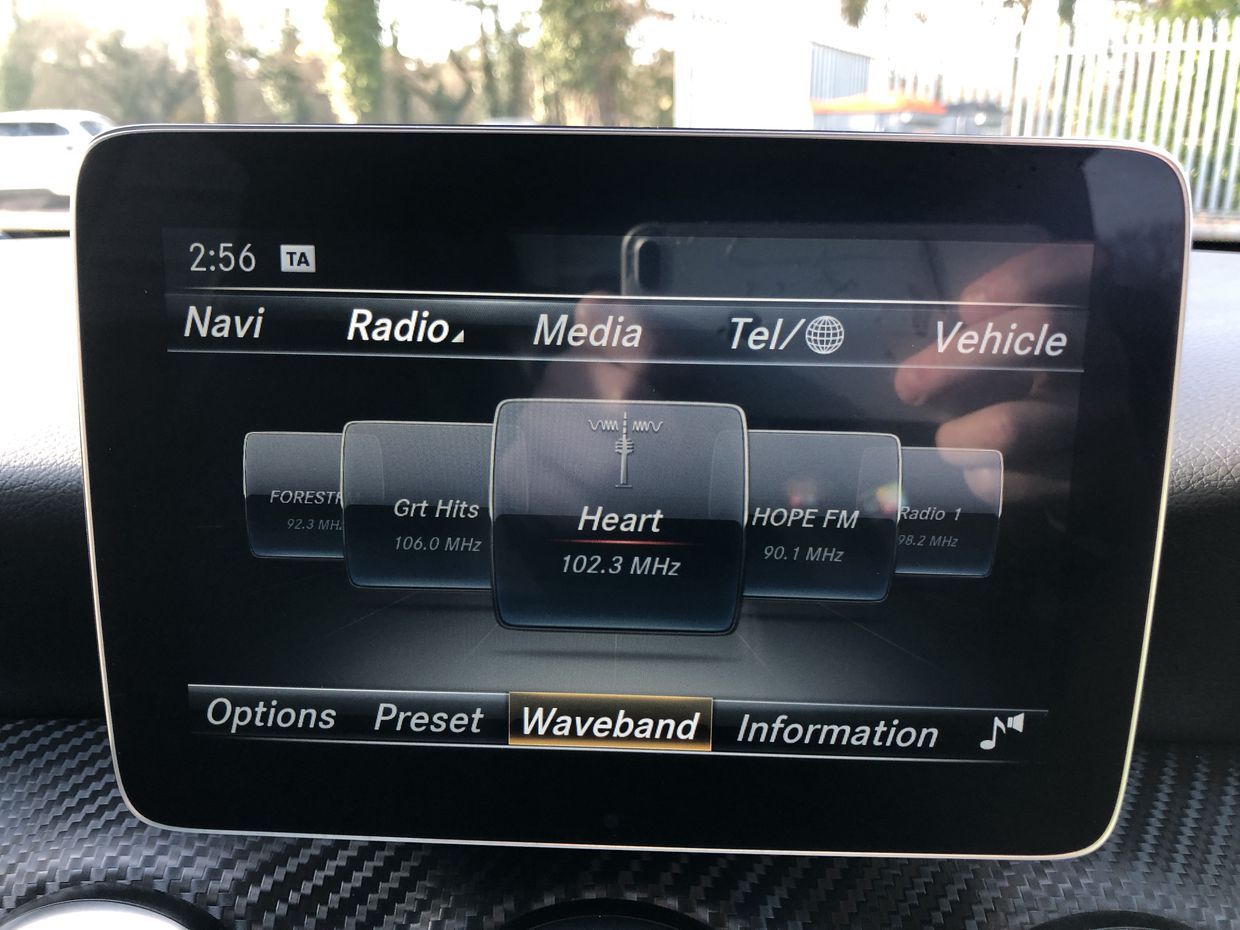 2:56 TA
Navi Radio Media Tel/ Vehicle
Grt Hits
106.0 MHz
Heart
102.3 MHz
HOPE FM
90.1 MHz
Radio 1
98.2 MHz
92.3 MHz
Options Preset Waveband Information